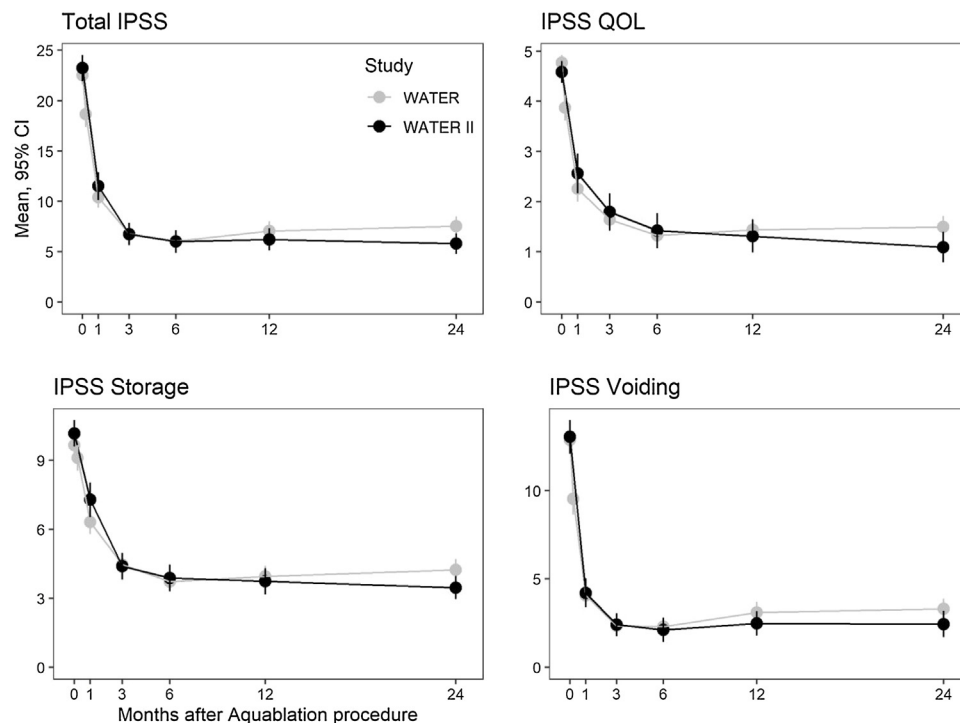 Total IPSS
Mean, 95% CI
25
20
15
10
5
0
0 1 3 6 12 24
Study
WATER
WATER II
IPSS QOL
5
4
3
2
1
0
0 1 3 6 12 24
IPSS Storage
9
6
3
0
0 1 3 6 12 24
Months after Aquablation procedure
IPSS Voiding
10
5
0
0 1 3 6 12 24